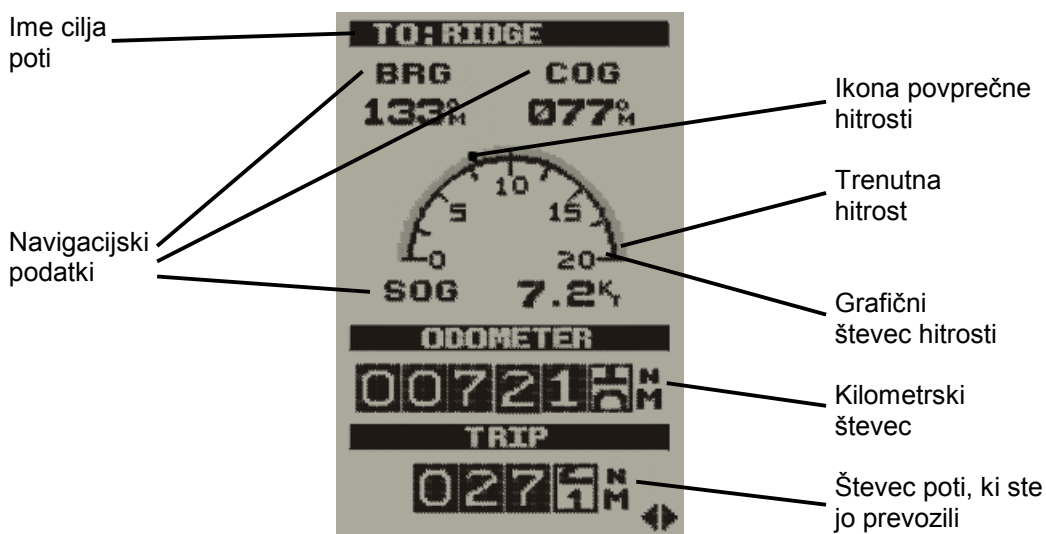 Ime cilja
poti
Navigacijski
podatki
TO:RIDGE
BRG COG
133°M 077°M
0 5 10 15 20
SOG 7.2KT
ODOMETER
00721 NM
TRIP
027 NM
Ikona povprečne
hitrosti
Trenutna
hitrost
Grafični
števec hitrosti
Kilometrski
števec
Števec poti, ki ste
jo prevozili